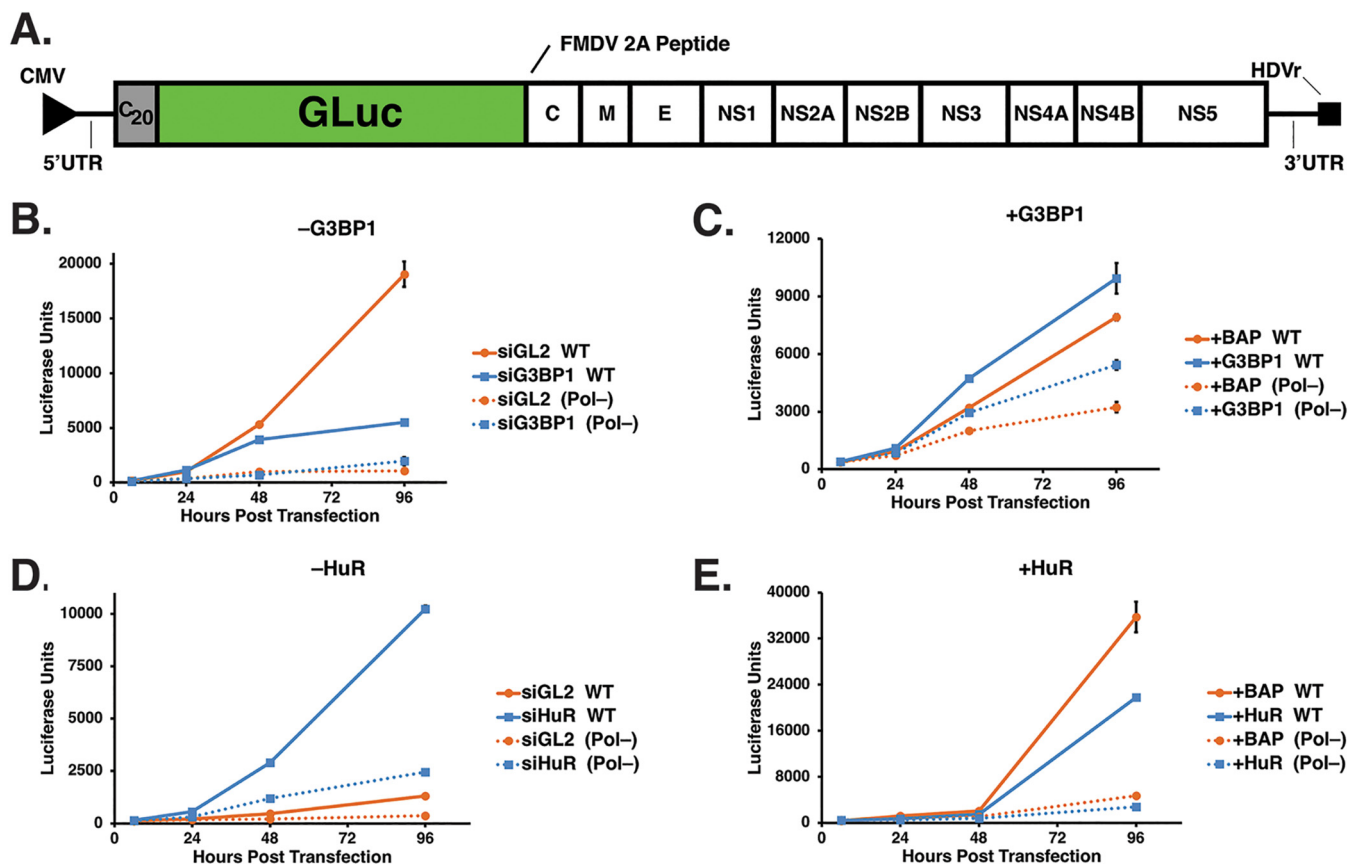 A.
FMDV 2A Peptide
CMV
HDVr
C20
GLuc
C
M
E
NS1
NS2A
NS2B
NS3
NS4A
NS4B
NS5
5'UTR
3'UTR
B.
–G3BP1
Luciferase Units
20000
15000
10000
5000
0
0 24 48 72 96
Hours Post Transfection
siGL2 WT
siG3BP1 WT
siGL2 (Pol–)
siG3BP1 (Pol–)
C.
+G3BP1
Luciferase Units
12000
9000
6000
3000
0
0 24 48 72 96
Hours Post Transfection
+BAP WT
+G3BP1 WT
+BAP (Pol–)
+G3BP1 (Pol–)
D.
–HuR
Luciferase Units
10000
7500
5000
2500
0
0 24 48 72 96
Hours Post Transfection
siGL2 WT
siHuR WT
siGL2 (Pol–)
siHuR (Pol–)
E.
+HuR
Luciferase Units
40000
32000
24000
16000
8000
0
0 24 48 72 96
Hours Post Transfection
+BAP WT
+HuR WT
+BAP (Pol–)
+HuR (Pol–)